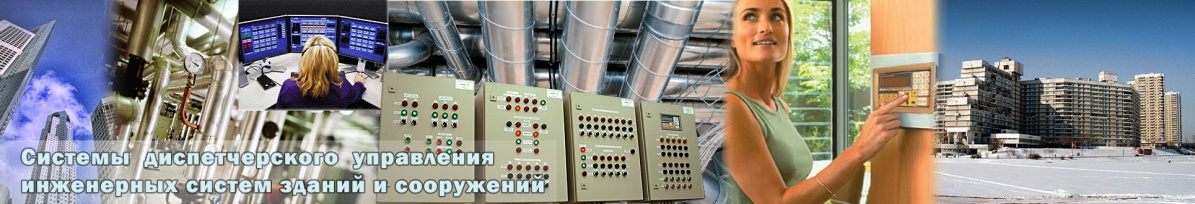 Системы диспетчерского управления
инженерных систем зданий и сооружений